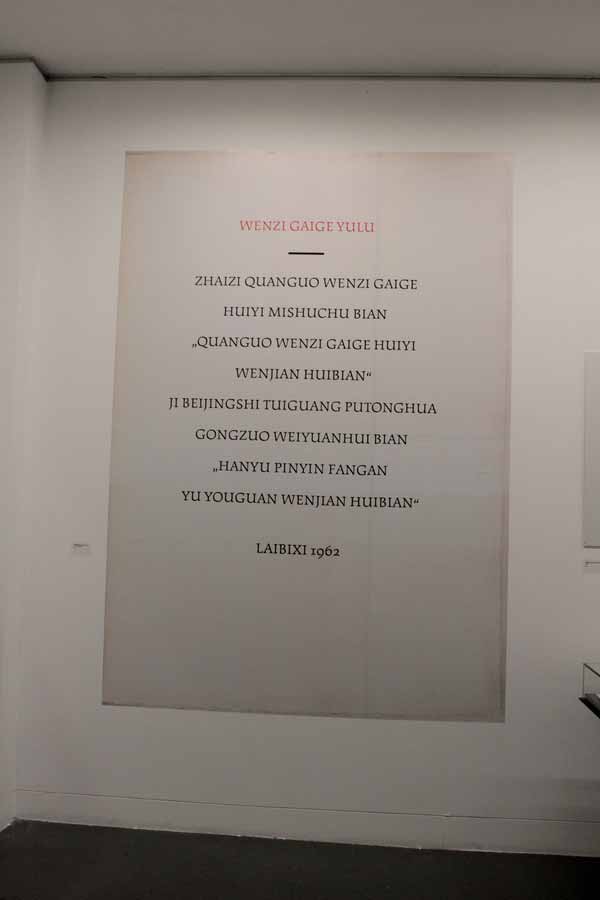 WENZI GAIGE YULU
ZHAIZI QUANGUO WENZI GAIGE
HUIYI MISHUCHU BIAN
„QUANGUO WENZI GAIGE HUIYI
WENJIAN HUIBIAN“
JI BEIJINGSHI TUIGUANG PUTONGHUA
GONGZUO WEIYUANHUI BIAN
„HANYU PINYIN FANGAN
YU YOUGUAN WENJIAN HUIBIAN“
LAIBIXI 1962